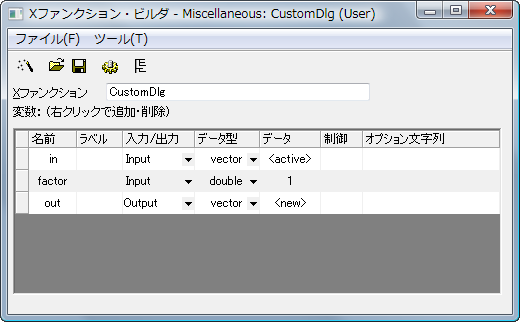 Xファンクション・ビルダ - Miscellaneous: CustomDlg (User)
ファイル(F) ツール(T)
Xファンクション CustomDlg
変数: (右クリックで追加・削除)
名前 ラベル 入力/出力 データ型 データ 制御 オプション文字列
in Input vector <active>
factor Input double 1
out Output vector <new>